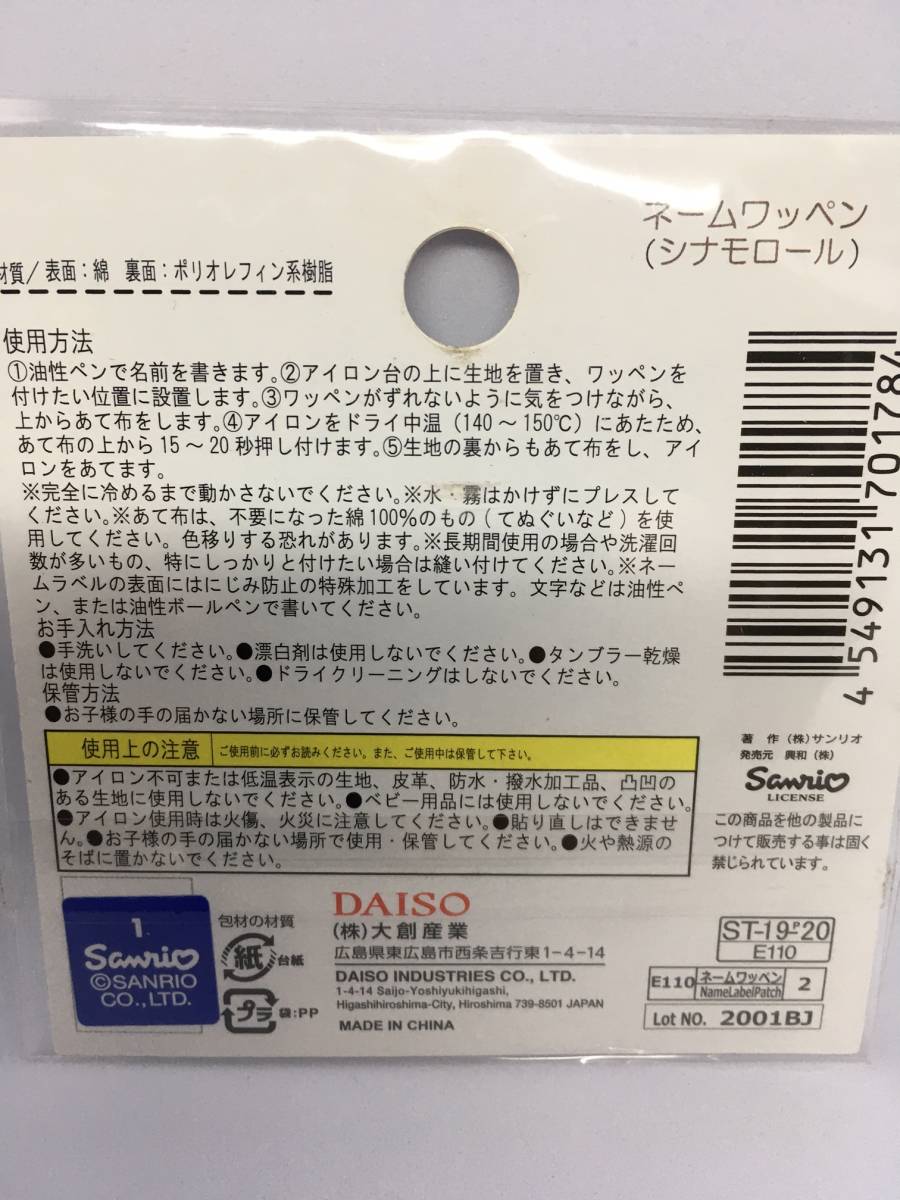 ネームワッペン
(シナモロール)
材質/表面:綿 裏面:ポリオレフィン系樹脂
使用方法
①油性ペンで名前を書きます。②アイロン台の上に生地を置き、ワッペンを
付けたい位置に設置します。③ワッペンがずれないように気をつけながら、
上からあて布をします。④アイロンをドライ中温(140～150℃)にあたため、
あて布の上から15～20秒押し付けます。⑤生地の裏からもあて布をし、アイ
ロンをあてます。
※完全に冷めるまで動かさないでください。※水・霧はかけずにプレスして
ください。※あて布は、不要になった綿100%のもの(てぬぐいなど)を使
用してください。色移りする恐れがあります。※長期間使用の場合や洗濯回
数が多いもの、特にしっかりと付けたい場合は縫い付けてください。※ネー
ムラベルの表面にはにじみ防止の特殊加工をしています。文字などは油性ペ
ン、または油性ボールペンで書いてください。
お手入れ方法
●手洗いしてください。●漂白剤は使用しないでください。●タンブラー乾燥
は使用しないでください。●ドライクリーニングはしないでください。
保管方法
●お子様の手の届かない場所に保管してください。
使用上の注意 ご使用前に必ずお読みください。また、ご使用中は保管して下さい。
●アイロン不可または低温表示の生地、皮革、防水・撥水加工品、凸凹の
ある生地に使用しないでください。●ベビー用品には使用しないでください。
●アイロン使用時は火傷、火災に注意してください。●貼り直しはできませ
ん。●お子様の手の届かない場所で使用・保管してください。●火や熱源の
そばに置かないでください。
4 549131 701784
著 作 (株)サンリオ
発売元 興和(株)
Sanrio
LICENSE
この商品を他の製品に
つけて販売する事は固く
禁じられています。
1
Sanrio
©SANRIO
CO., LTD.
包材の材質
紙 台紙
プラ 袋:PP
DAISO
(株)大創産業
広島県東広島市西条吉行東1-4-14
DAISO INDUSTRIES CO., LTD.
1-4-14 Saijo-Yoshiyukihigashi,
Higashihiroshima-City, Hiroshima 739-8501 JAPAN
MADE IN CHINA
ST-19-P20
E110
E110 ネームワッペン NameLabelPatch 2
Lot NO. 2001BJ